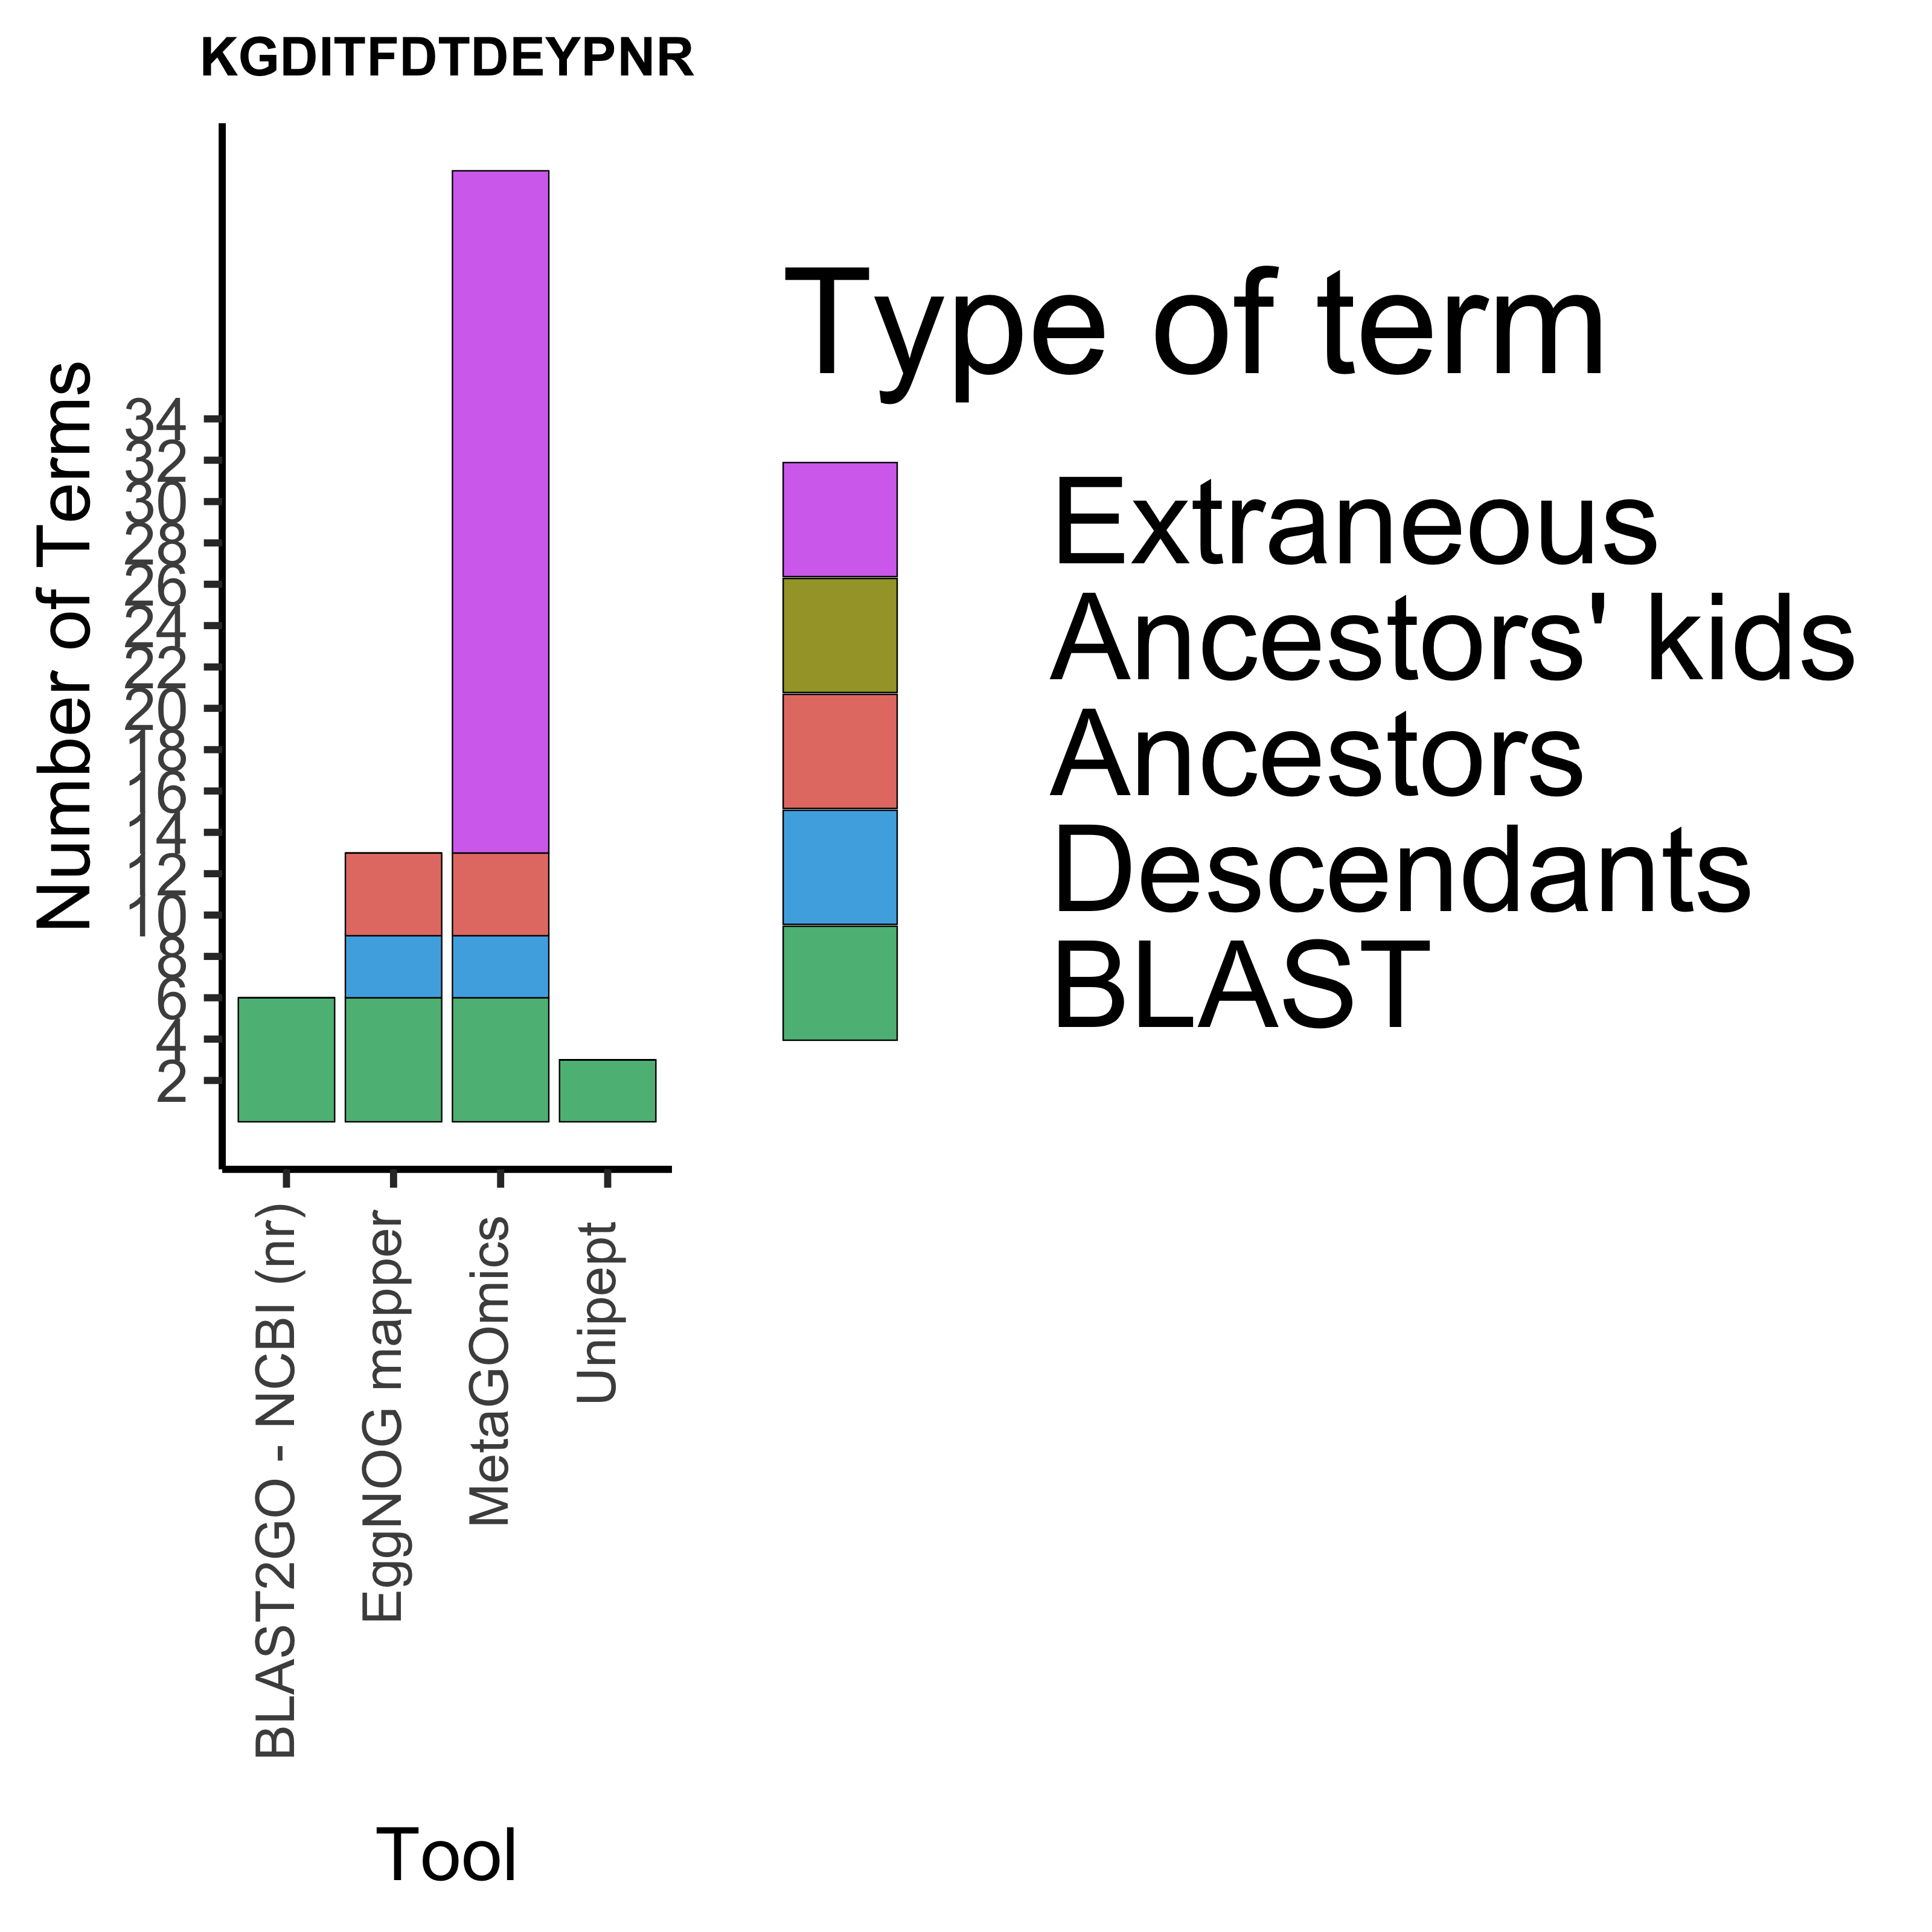 KGDITFDTDEYPNR
Number of Terms
34
32
30
28
26
24
22
20
18
16
14
12
10
8
6
4
2
Type of term
Extraneous
Ancestors' kids
Ancestors
Descendants
BLAST
BLAST2GO - NCBI (nr)
EggNOG mapper
MetaGOmics
Unipept
Tool